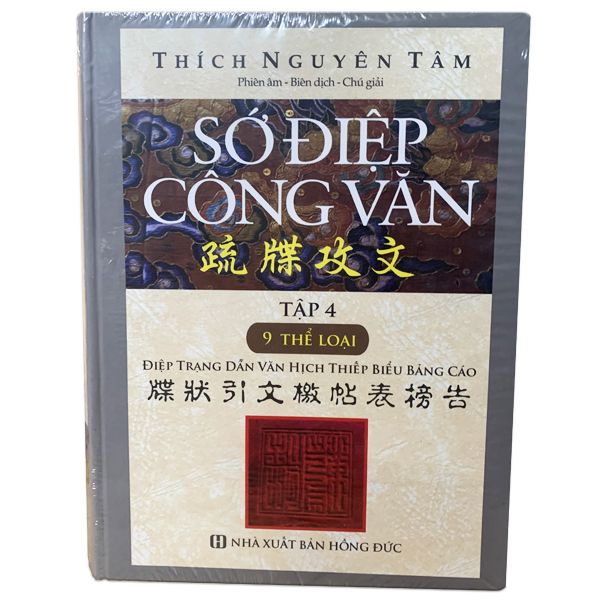 THÍCH NGUYÊN TÂM
Phiên âm - Biên dịch - Chú giải
SỚ ĐIỆP
CÔNG VĂN
疏牒攻文
TẬP 4
9 THỂ LOẠI
ĐIỆP TRẠNG DẪN VĂN HỊCH THIẾP BIỂU BẢNG CÁO
牒狀引文檄帖表榜告
NHÀ XUẤT BẢN HỒNG ĐỨC